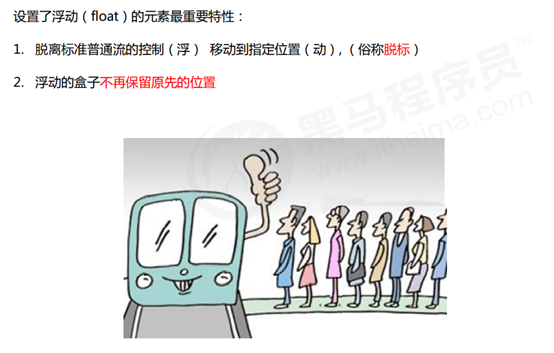 设置了浮动（float）的元素最重要特性：
1. 脱离标准普通流的控制（浮） 移动到指定位置（动），（俗称脱标）
2. 浮动的盒子不再保留原先的位置
黑马程序员™
www.itheima.com